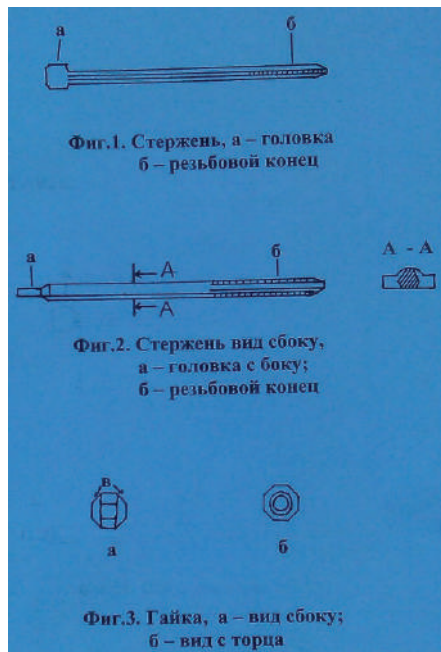 а
б
Фиг.1. Стержень, а – головка
б – резьбовой конец
а
А
б
А - А
А
Фиг.2. Стержень вид сбоку,
а – головка с боку;
б – резьбовой конец
в
а
б
Фиг.3. Гайка, а – вид сбоку;
б – вид с торца